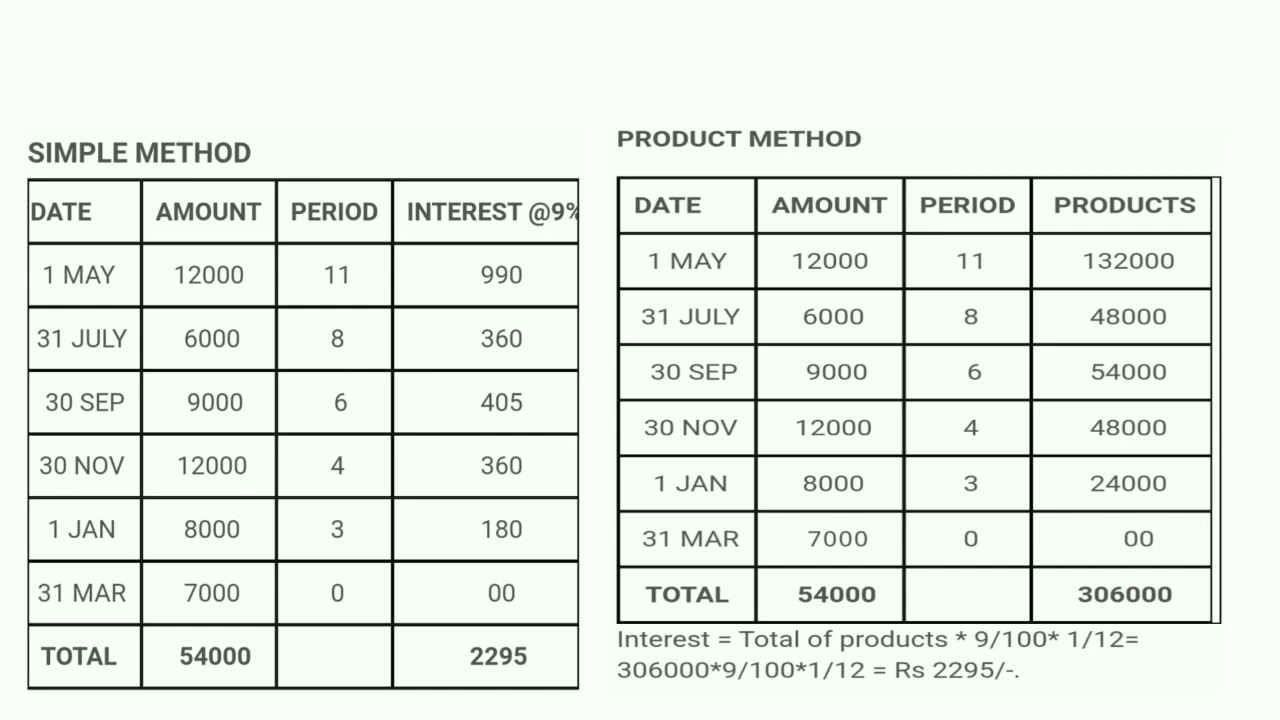 SIMPLE METHOD
DATE AMOUNT PERIOD INTEREST @9%
1 MAY 12000 11 990
31 JULY 6000 8 360
30 SEP 9000 6 405
30 NOV 12000 4 360
1 JAN 8000 3 180
31 MAR 7000 0 00
TOTAL 54000 2295
PRODUCT METHOD
DATE AMOUNT PERIOD PRODUCTS
1 MAY 12000 11 132000
31 JULY 6000 8 48000
30 SEP 9000 6 54000
30 NOV 12000 4 48000
1 JAN 8000 3 24000
31 MAR 7000 0 00
TOTAL 54000 306000
Interest = Total of products * 9/100* 1/12=
306000*9/100*1/12 = Rs 2295/-.